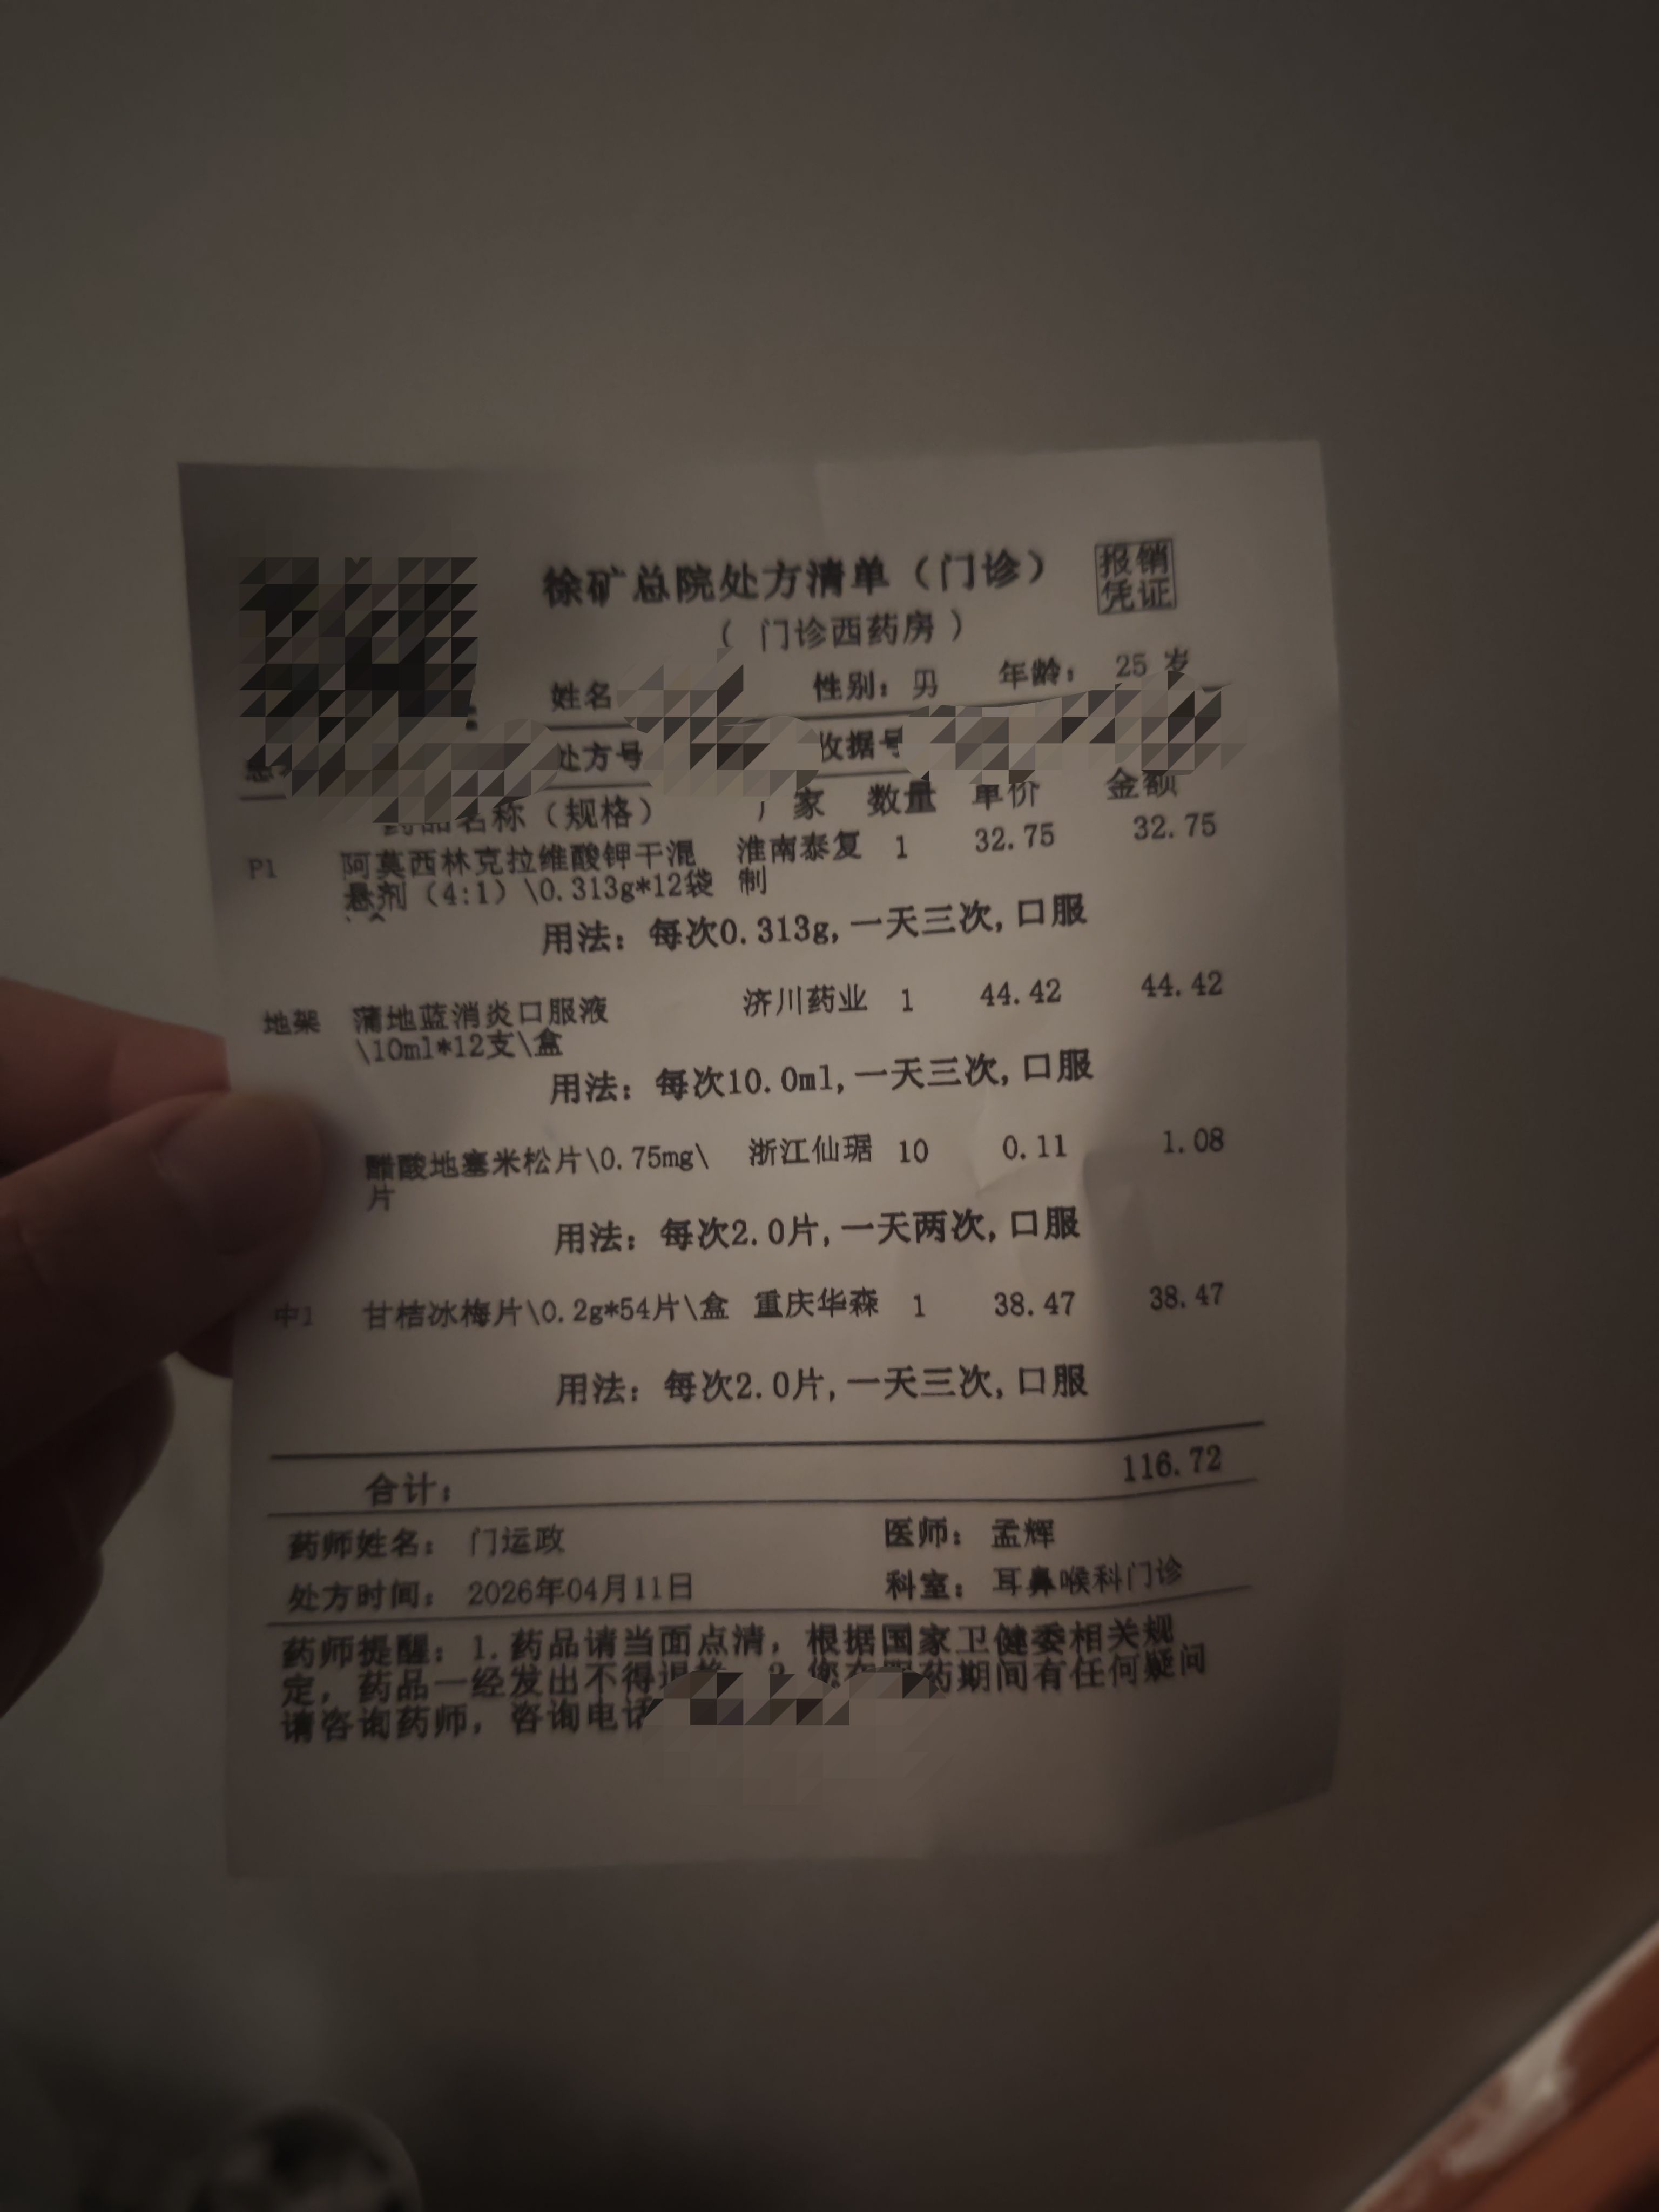 徐矿总院处方清单（门诊）
报销
凭证
（ 门诊西药房 ）
姓名
性别：男
年龄： 25 岁
处方号
收据号
药品名称（规格）
家 数量 单价 金额
P1 阿莫西林克拉维酸钾干混 淮南泰复 1 32.75 32.75
悬剂（4:1）\0.313g*12袋 制
用法：每次0.313g,一天三次,口服
地架 蒲地蓝消炎口服液 济川药业 1 44.42 44.42
\10ml*12支\盒
用法：每次10.0ml,一天三次,口服
醋酸地塞米松片\0.75mg\ 浙江仙琚 10 0.11 1.08
片
用法：每次2.0片,一天两次,口服
中1 甘桔冰梅片\0.2g*54片\盒 重庆华森 1 38.47 38.47
用法：每次2.0片,一天三次,口服
合计： 116.72
药师姓名： 门运政 医师： 孟辉
处方时间： 2026年04月11日 科室： 耳鼻喉科门诊
药师提醒：1.药品请当面点清，根据国家卫健委相关规
定，药品一经发出不得 药期间有任何疑问
请咨询药师，咨询电话